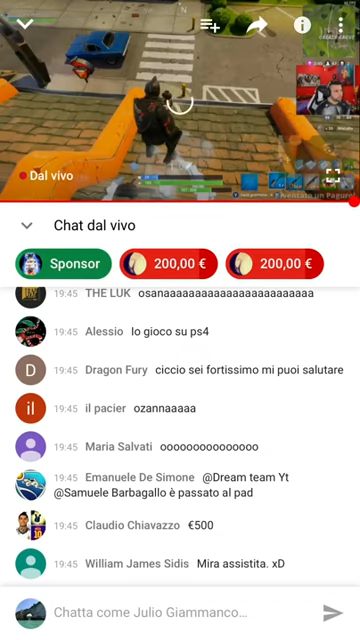 Dal vivo
Chat dal vivo
Sponsor
200,00 €
200,00 €
19:45 THE LUK osanaaaaaaaaaaaaaaaaaaaaaaaaaa
19:45 Alessio Io gioco su ps4
D
19:45 Dragon Fury ciccio sei fortissimo mi puoi salutare
il
19:45 il pacier ozannaaaaa
19:45 Maria Salvati ooooooooooooooo
19:45 Emanuele De Simone @Dream team Yt
@Samuele Barbagallo è passato al pad
19:45 Claudio Chiavazzo €500
19:45 William James Sidis Mira assistita. xD
Chatta come Julio Giammanco...